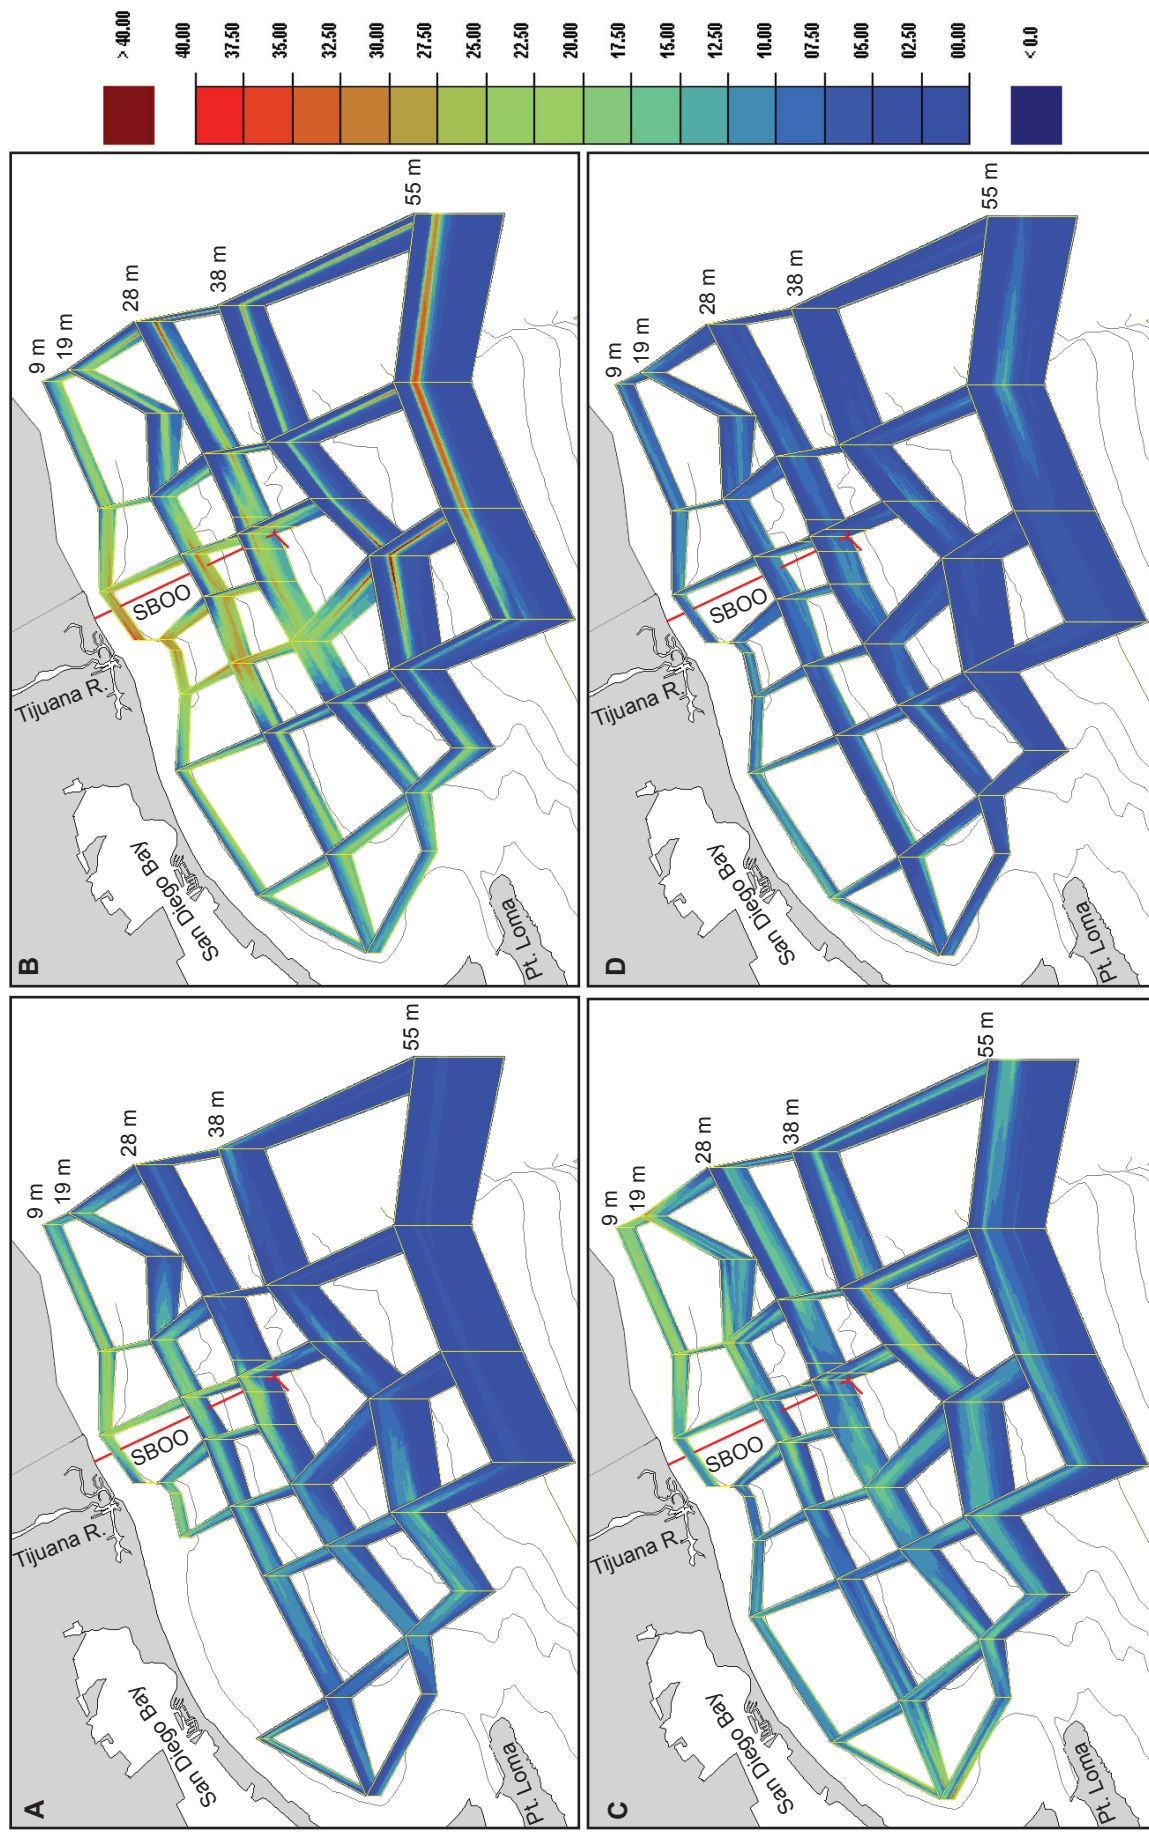 B
9 m
19 m
28 m
38 m
55 m
SBOO
Tijuana R.
San Diego Bay
Pt. Loma
D
9 m
19 m
28 m
38 m
55 m
SBOO
Tijuana R.
San Diego Bay
Pt. Loma
A
9 m
19 m
28 m
38 m
55 m
SBOO
Tijuana R.
San Diego Bay
Pt. Loma
C
9 m
19 m
28 m
38 m
55 m
SBOO
Tijuana R.
San Diego Bay
Pt. Loma
> 40.00
40.00
37.50
35.00
30.00
27.50
25.00
22.50
20.00
17.50
15.00
12.50
10.00
07.50
05.00
02.50
00.00
< 0.0